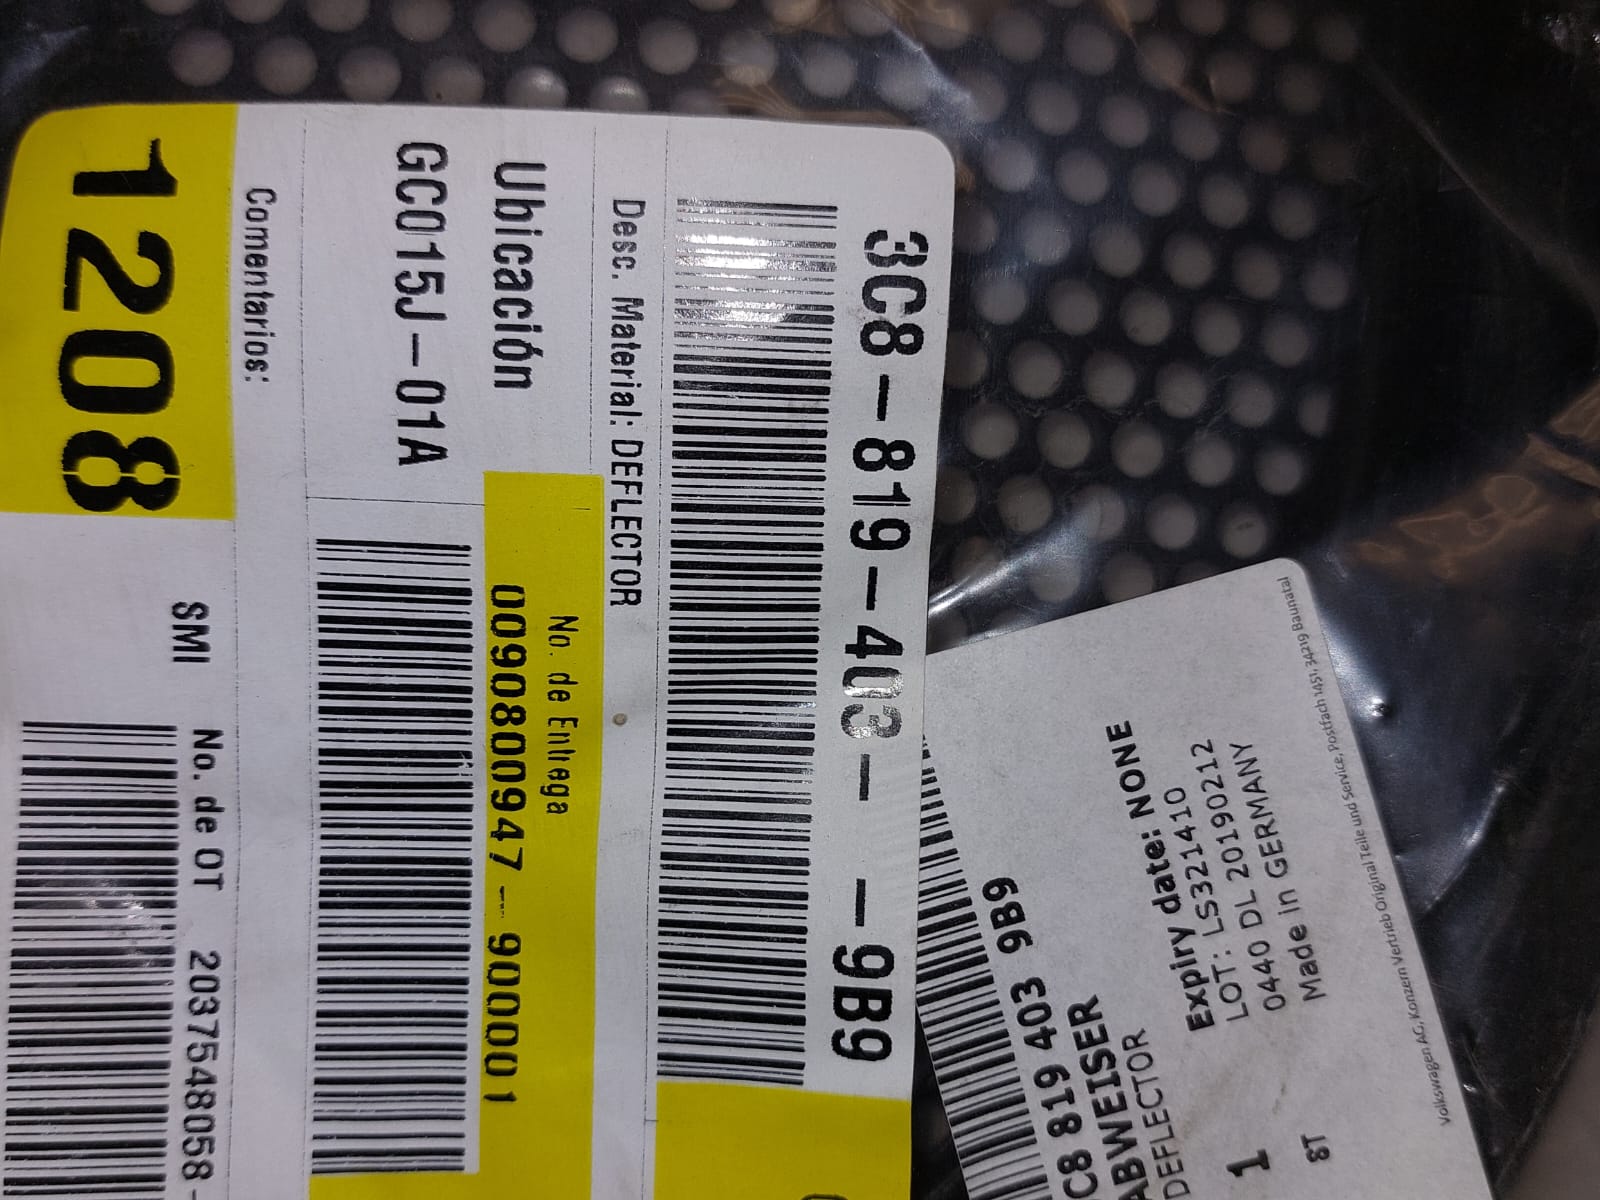 3C8-819-403- -9B9
Desc. Material: DEFLECTOR
Ubicación
GC015J-01A
No. de Entrega
0090800947-900001
Comentarios:
1208
SMI
No. de OT 2037548058-
C8 819 403 9B9
ABWEISER
DEFLECTOR
Expiry date: NONE
LOT: LS321410
0440 DL 20190212
Made in GERMANY
1 ST
Volkswagen AG, Konzern Vertrieb Original Teile und Service, Postfach 1451, 34219 Baunatal